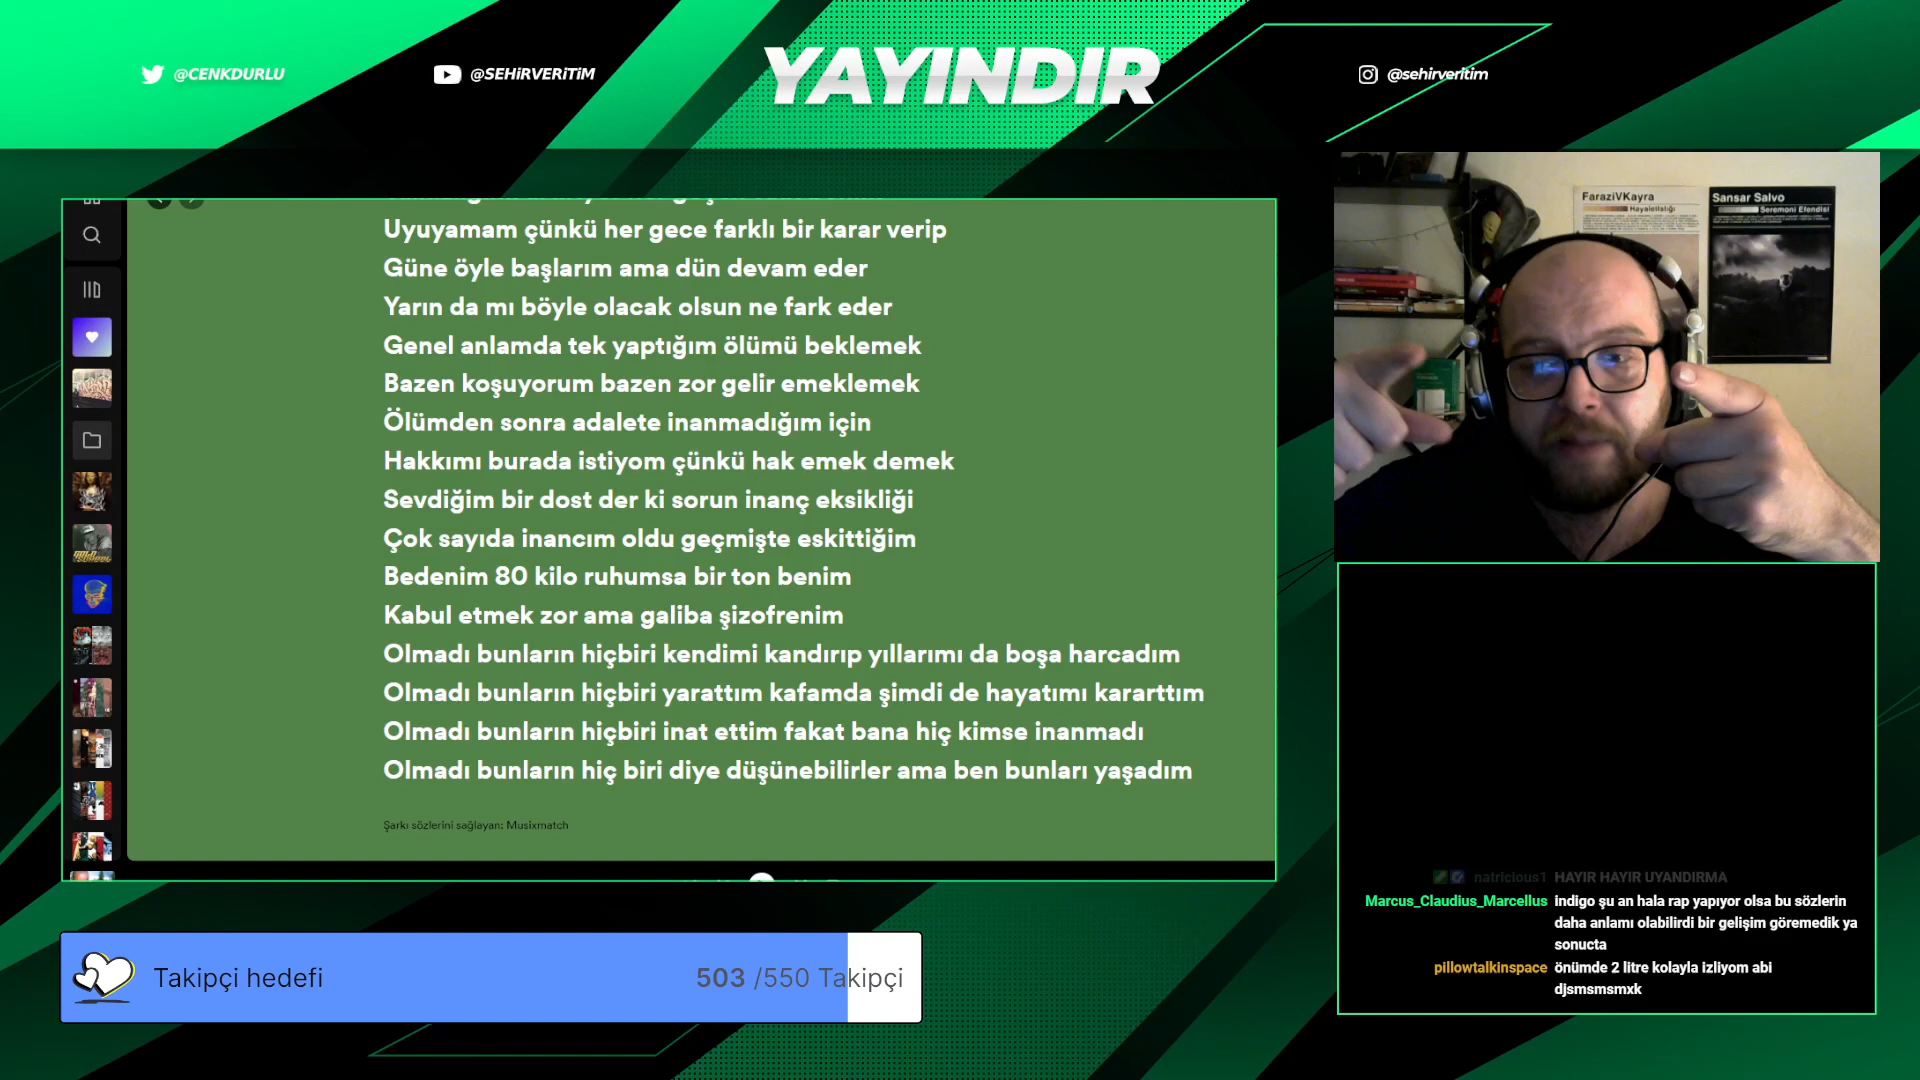 @CENKDURLU
@SEHiRVERiTiM
YAYINDIR
@sehirveritim
Uyuyamam çünkü her gece farklı bir karar verip
Güne öyle başlarım ama dün devam eder
Yarın da mı böyle olacak olsun ne fark eder
Genel anlamda tek yaptığım ölümü beklemek
Bazen koşuyorum bazen zor gelir emeklemek
Ölümden sonra adalete inanmadığım için
Hakkımı burada istiyom çünkü hak emek demek
Sevdiğim bir dost der ki sorun inanç eksikliği
Çok sayıda inancım oldu geçmişte eskittiğim
Bedenim 80 kilo ruhumsa bir ton benim
Kabul etmek zor ama galiba şizofrenim
Olmadı bunların hiçbiri kendimi kandırıp yıllarımı da boşa harcadım
Olmadı bunların hiçbiri yarattım kafamda şimdi de hayatımı kararttım
Olmadı bunların hiçbiri inat ettim fakat bana hiç kimse inanmadı
Olmadı bunların hiç biri diye düşünebilirler ama ben bunları yaşadım
Şarkı sözlerini sağlayan: Musixmatch
FaraziVKayra
Hayaletİslığı
Sansar Salvo
Seremoni Efendisi
natricious1 HAYIR HAYIR UYANDIRMA
Marcus_Claudius_Marcellus indigo şu an hala rap yapıyor olsa bu sözlerin
daha anlamı olabilirdi bir gelişim göremedik ya
sonucta
pillowtalkinspace önümde 2 litre kolayla izliyom abi
djsmsmsmxk
Takipçi hedefi
503 /550 Takipçi